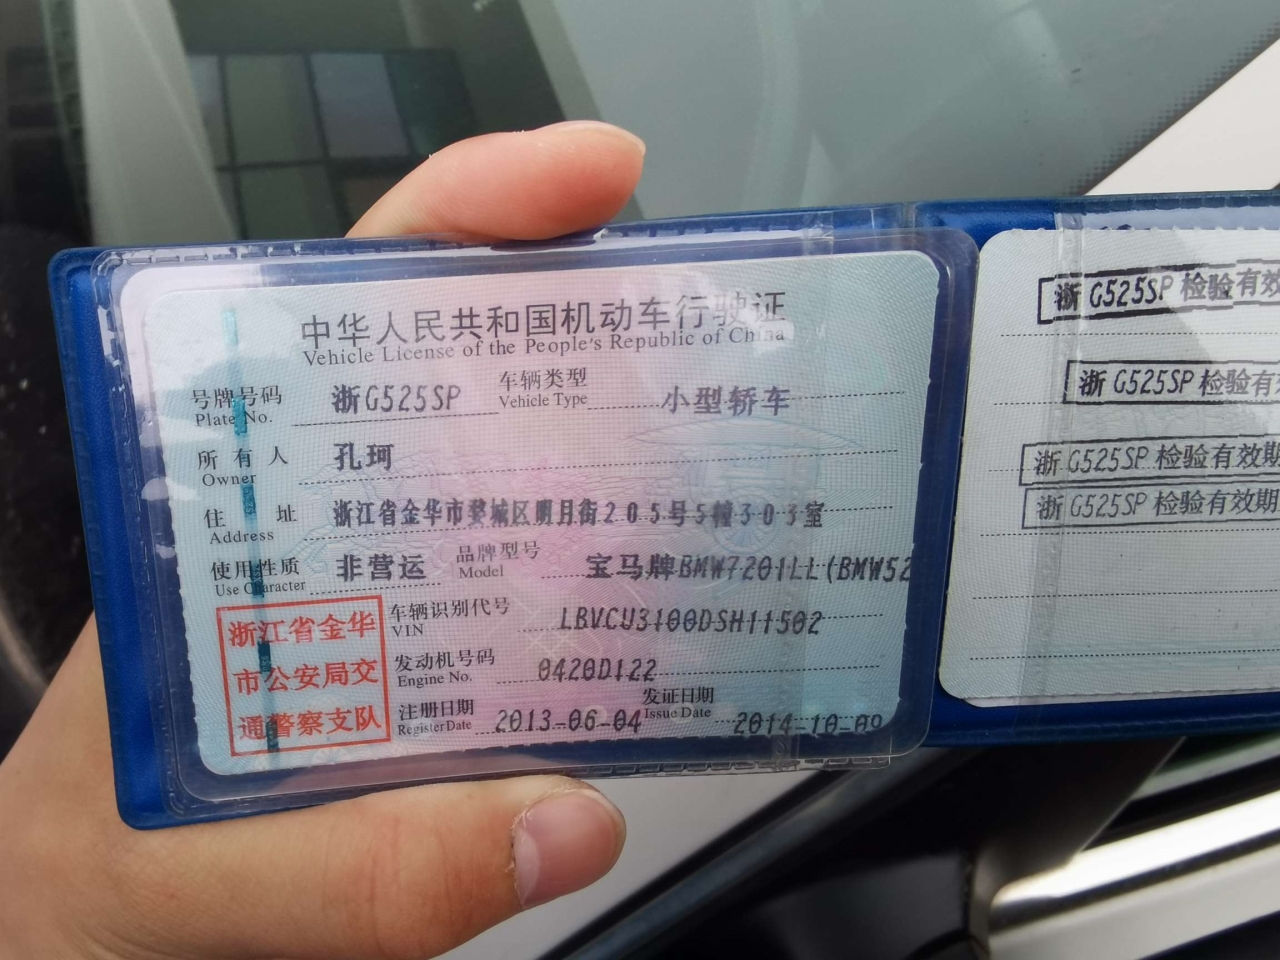 中华人民共和国机动车行驶证
Vehicle License of the People's Republic of China
号牌号码 浙G525SP 车辆类型 小型轿车
Plate No. Vehicle Type
所有人 孔珂
Owner
住址 浙江省金华市婺城区明月街205号5幢303室
Address
使用性质 非营运 品牌型号 宝马牌BMW7201LL(BMW52
Use Character Model
浙江省金华
市公安局交
通警察支队
车辆识别代号 LBVCU3100DSH11502
VIN
发动机号码 0420D122
Engine No.
注册日期 2013-06-04 发证日期 2014-10-09
Register Date Issue Date
浙G525SP 检验有效
浙G525SP 检验有
浙G525SP 检验有效期
浙G525SP 检验有效期